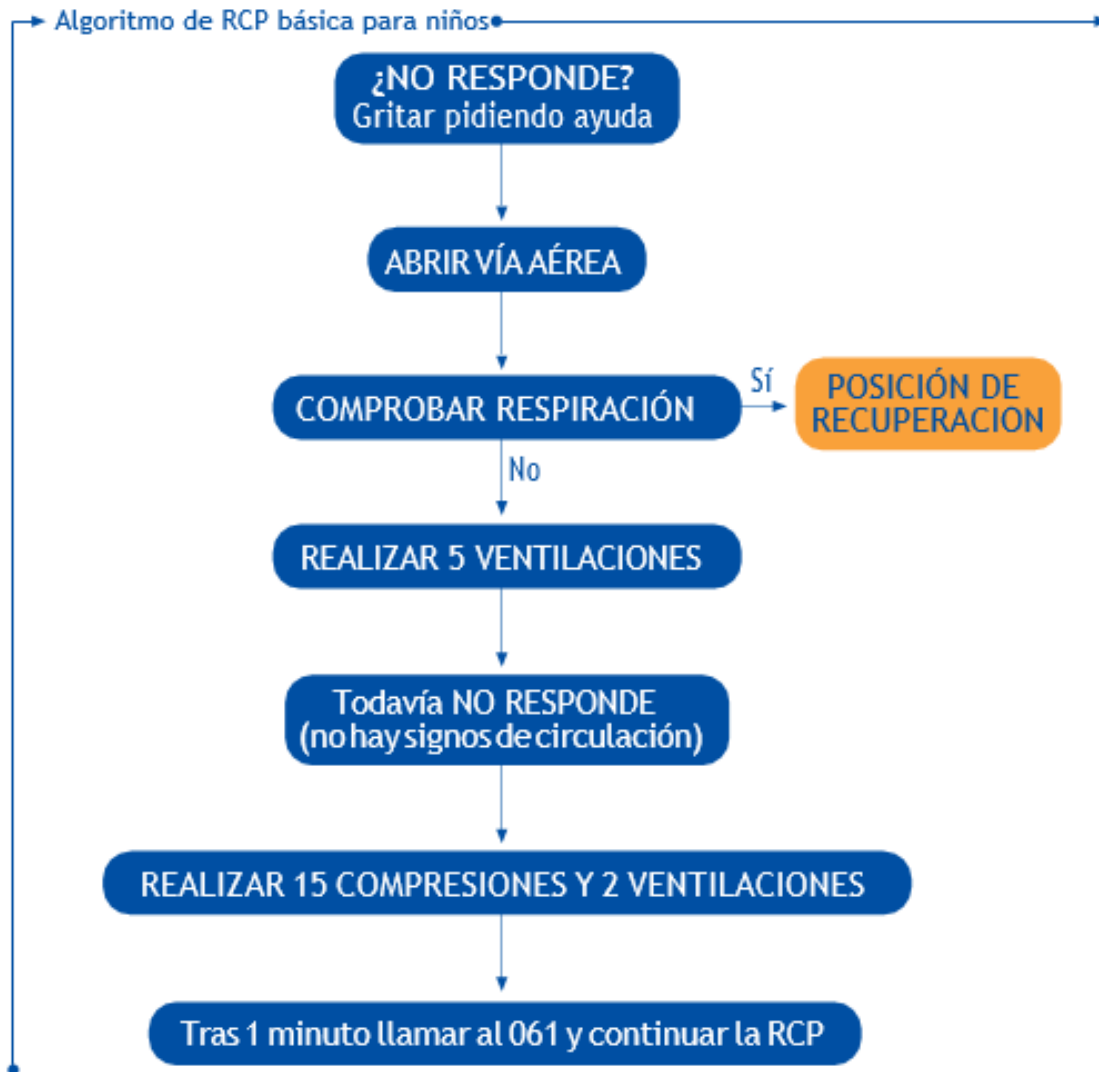 Algoritmo de RCP básica para niños
¿NO RESPONDE?
Gritar pidiendo ayuda
ABRIR VÍA AÉREA
COMPROBAR RESPIRACIÓN
Sí
POSICIÓN DE
RECUPERACION
No
REALIZAR 5 VENTILACIONES
Todavía NO RESPONDE
(no hay signos de circulación)
REALIZAR 15 COMPRESIONES Y 2 VENTILACIONES
Tras 1 minuto llamar al 061 y continuar la RCP